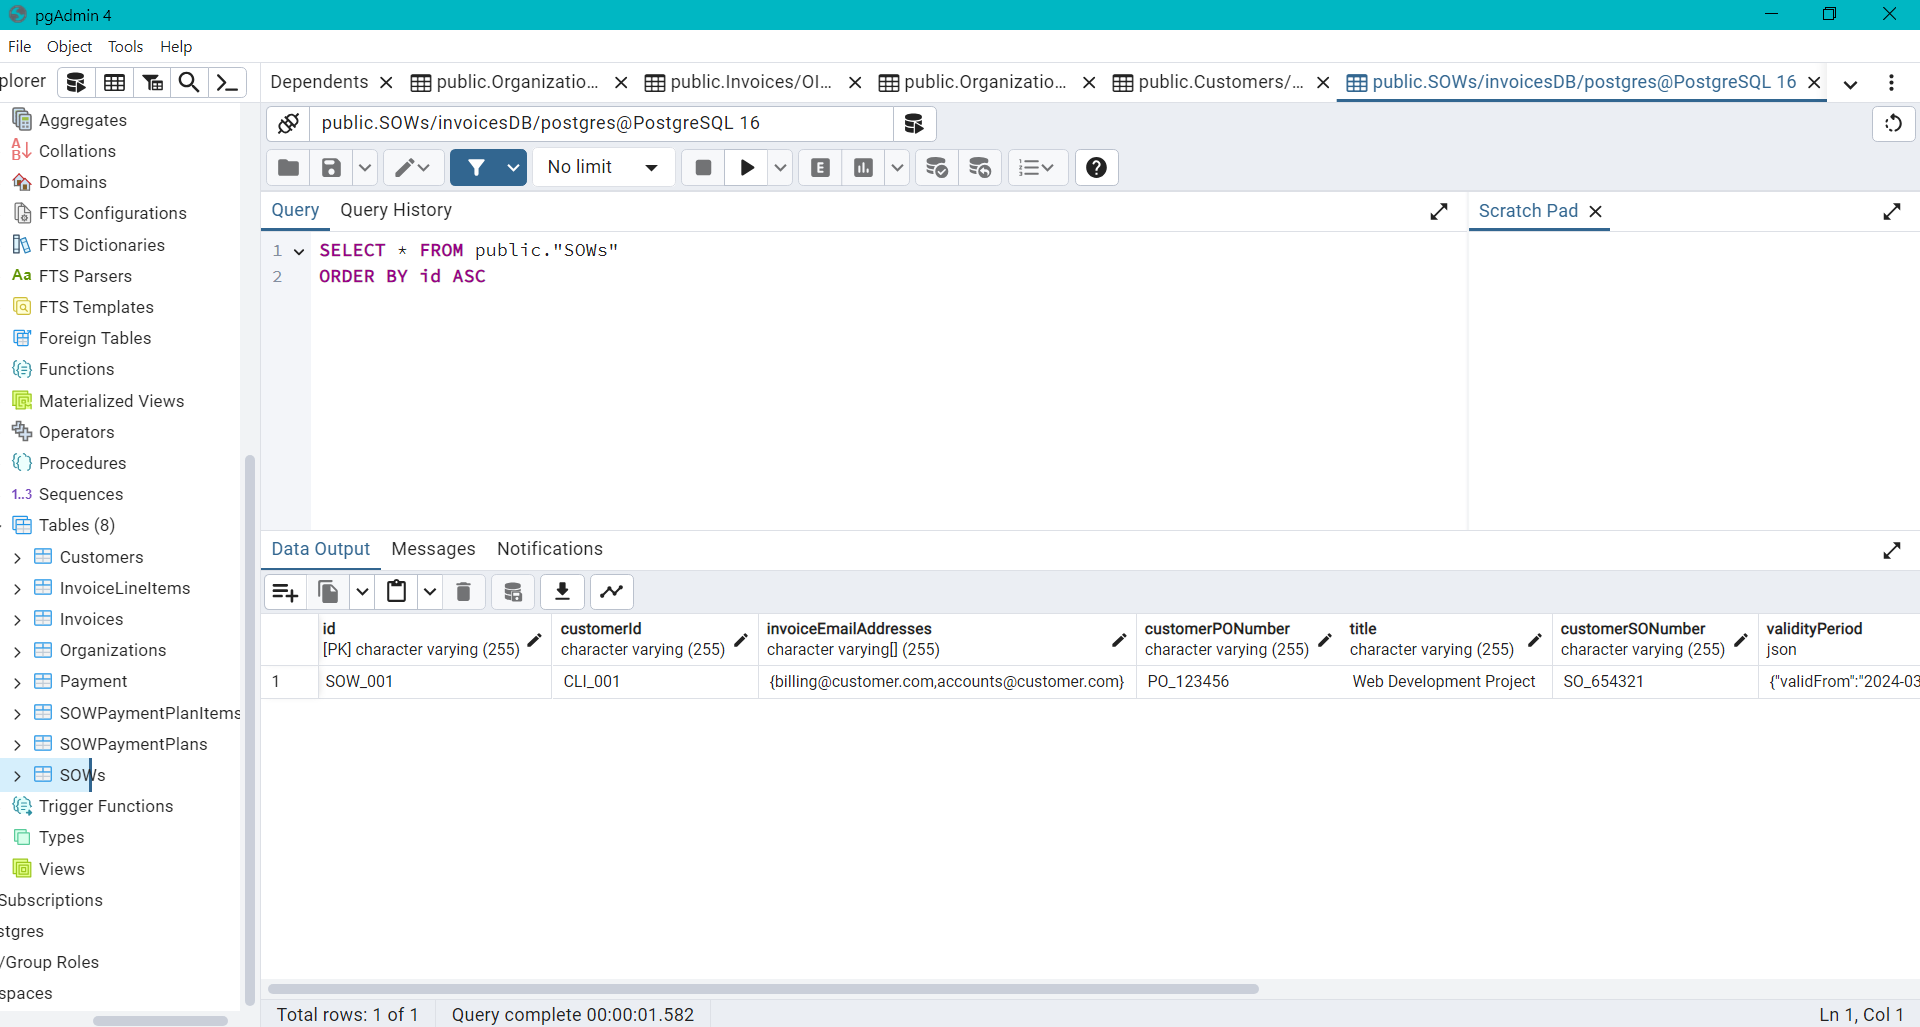 pgAdmin 4
File Object Tools Help
plorer
Dependents public.Organizatio... public.Invoices/OI... public.Organizatio... public.Customers/... public.SOWs/invoicesDB/postgres@PostgreSQL 16
public.SOWs/invoicesDB/postgres@PostgreSQL 16
No limit
E
Query Query History
Scratch Pad
1 SELECT * FROM public."SOWs"
2 ORDER BY id ASC
Aggregates
Collations
Domains
FTS Configurations
FTS Dictionaries
Aa FTS Parsers
FTS Templates
Foreign Tables
Functions
Materialized Views
Operators
Procedures
1..3 Sequences
Tables (8)
Customers
InvoiceLineItems
Invoices
Organizations
Payment
SOWPaymentPlanItems
SOWPaymentPlans
SOWs
Trigger Functions
Types
Views
Subscriptions
stgres
/Group Roles
spaces
Data Output Messages Notifications
id customerId invoiceEmailAddresses customerPONumber title customerSONumber validityPeriod
[PK] character varying (255) character varying (255) character varying[] (255) character varying (255) character varying (255) character varying (255) json
1 SOW_001 CLI_001 {billing@customer.com,accounts@customer.com} PO_123456 Web Development Project SO_654321 {"validFrom":"2024-03
Total rows: 1 of 1 Query complete 00:00:01.582 Ln 1, Col 1